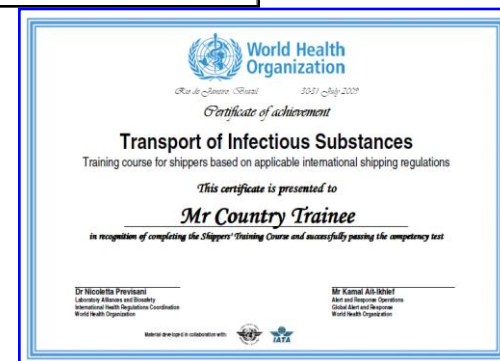 World Health
Organization
Rio de Janeiro, Brazil 30-31 July 2009
Certificate of achievement
Transport of Infectious Substances
Training course for shippers based on applicable international shipping regulations
This certificate is presented to
Mr Country Trainee
in recognition of completing the Shippers' Training Course and successfully passing the competency test
Dr Nicoletta Previsani
Laboratory Alliances and Biosafety
International Health Regulations Coordination
World Health Organization
Mr Kamal Ait-Ikhlef
Alert and Response Operations
Global Alert and Response
World Health Organization
Material developed in collaboration with:
IATA